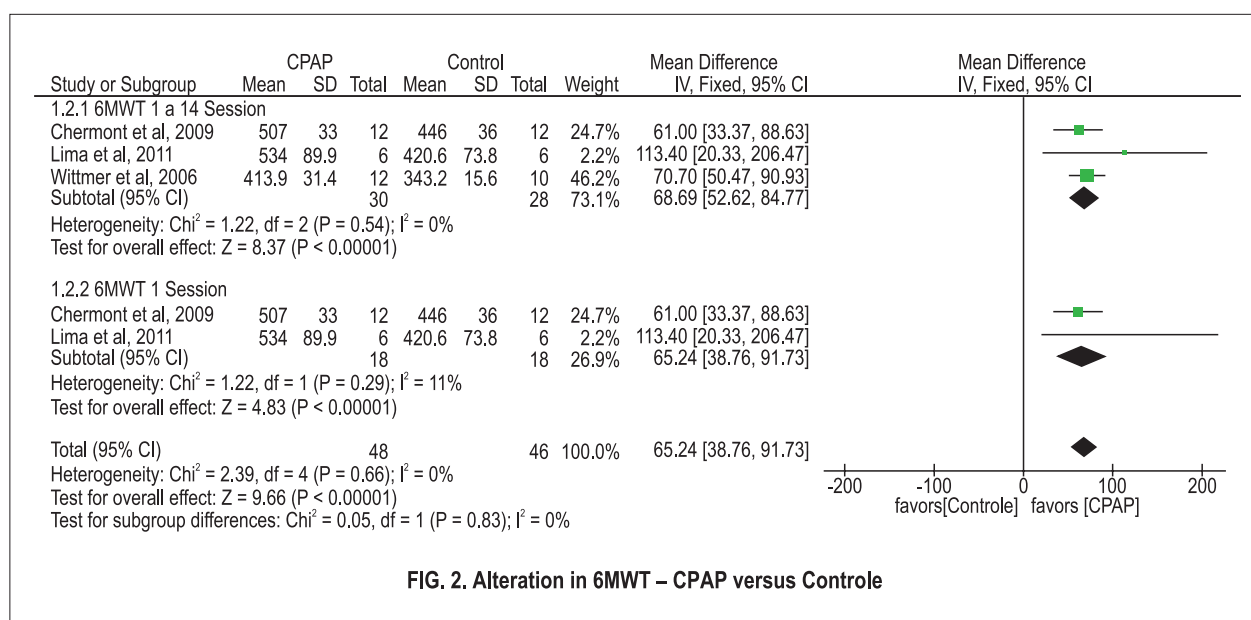 CPAP Control Mean Difference Mean Difference
Study or Subgroup Mean SD Total Mean SD Total Weight IV, Fixed, 95% CI IV, Fixed, 95% CI
1.2.1 6MWT 1 a 14 Session
Chermont et al, 2009 507 33 12 446 36 12 24.7% 61.00 [33.37, 88.63]
Lima et al, 2011 534 89.9 6 420.6 73.8 6 2.2% 113.40 [20.33, 206.47]
Wittmer et al, 2006 413.9 31.4 12 343.2 15.6 10 46.2% 70.70 [50.47, 90.93]
Subtotal (95% CI) 30 28 73.1% 68.69 [52.62, 84.77]
Heterogeneity: Chi² = 1.22, df = 2 (P = 0.54); I² = 0%
Test for overall effect: Z = 8.37 (P < 0.00001)
1.2.2 6MWT 1 Session
Chermont et al, 2009 507 33 12 446 36 12 24.7% 61.00 [33.37, 88.63]
Lima et al, 2011 534 89.9 6 420.6 73.8 6 2.2% 113.40 [20.33, 206.47]
Subtotal (95% CI) 18 18 26.9% 65.24 [38.76, 91.73]
Heterogeneity: Chi² = 1.22, df = 1 (P = 0.29); I² = 11%
Test for overall effect: Z = 4.83 (P < 0.00001)
Total (95% CI) 48 46 100.0% 65.24 [38.76, 91.73]
Heterogeneity: Chi² = 2.39, df = 4 (P = 0.66); I² = 0%
Test for overall effect: Z = 9.66 (P < 0.00001)
Test for subgroup differences: Chi² = 0.05, df = 1 (P = 0.83); I² = 0%
-200 -100 0 100 200
favors[Controle] favors [CPAP]
FIG. 2. Alteration in 6MWT – CPAP versus Controle